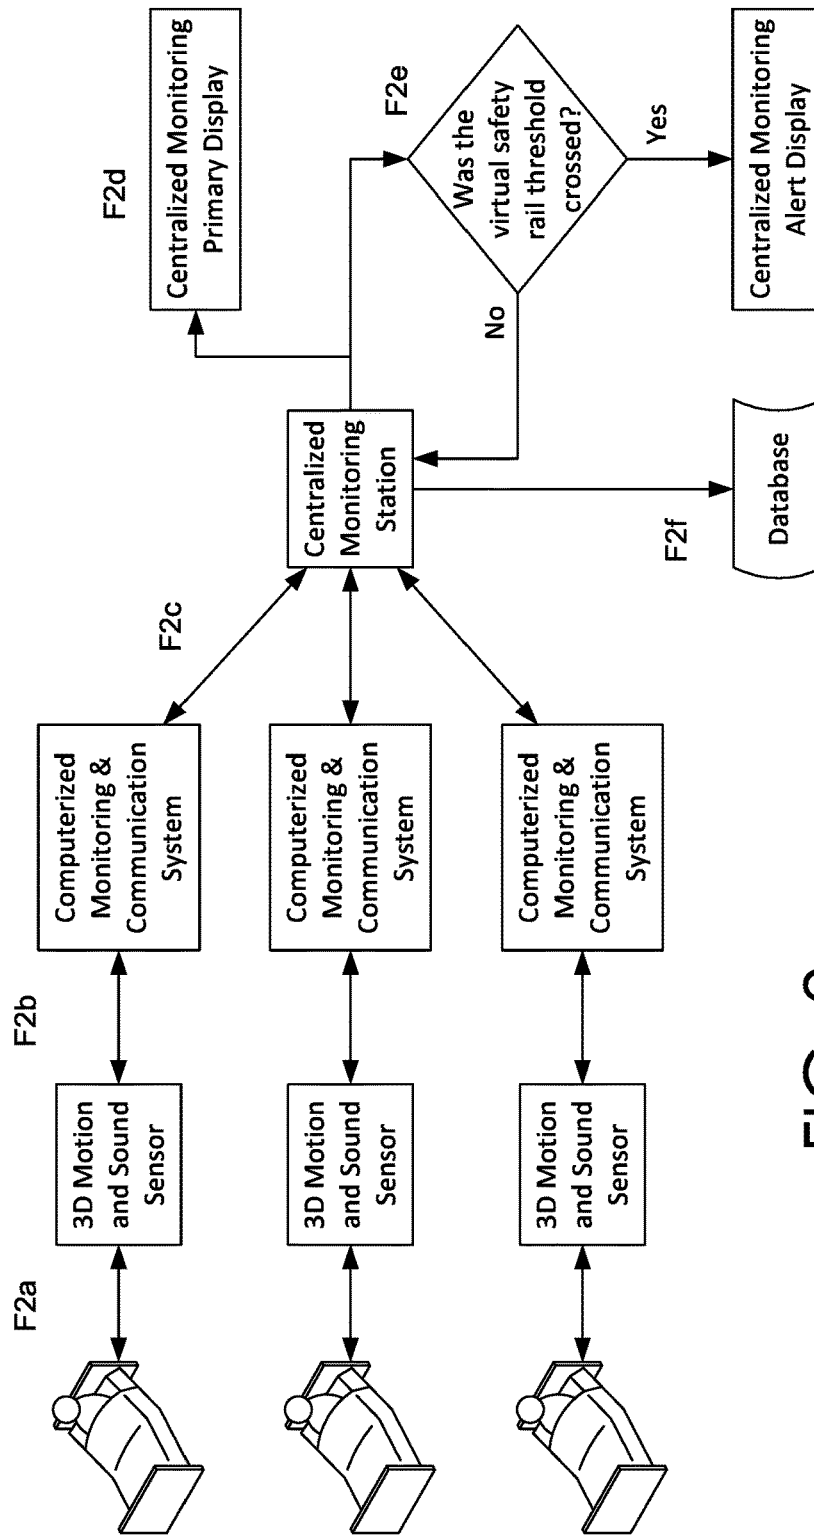 F2a
F2b
F2c
F2d
F2e
F2f
3D Motion
and Sound
Sensor
Computerized
Monitoring &
Communication
System
3D Motion
and Sound
Sensor
Computerized
Monitoring &
Communication
System
3D Motion
and Sound
Sensor
Computerized
Monitoring &
Communication
System
Centralized
Monitoring
Station
Centralized Monitoring
Primary Display
Was the
virtual safety
rail threshold
crossed?
No
Yes
Centralized Monitoring
Alert Display
Database
FIG.